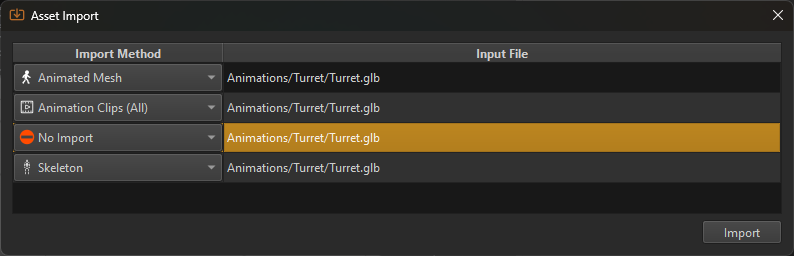 Asset Import
Import Method Input File
Animated Mesh Animations/Turret/Turret.glb
Animation Clips (All) Animations/Turret/Turret.glb
No Import Animations/Turret/Turret.glb
Skeleton Animations/Turret/Turret.glb
Import